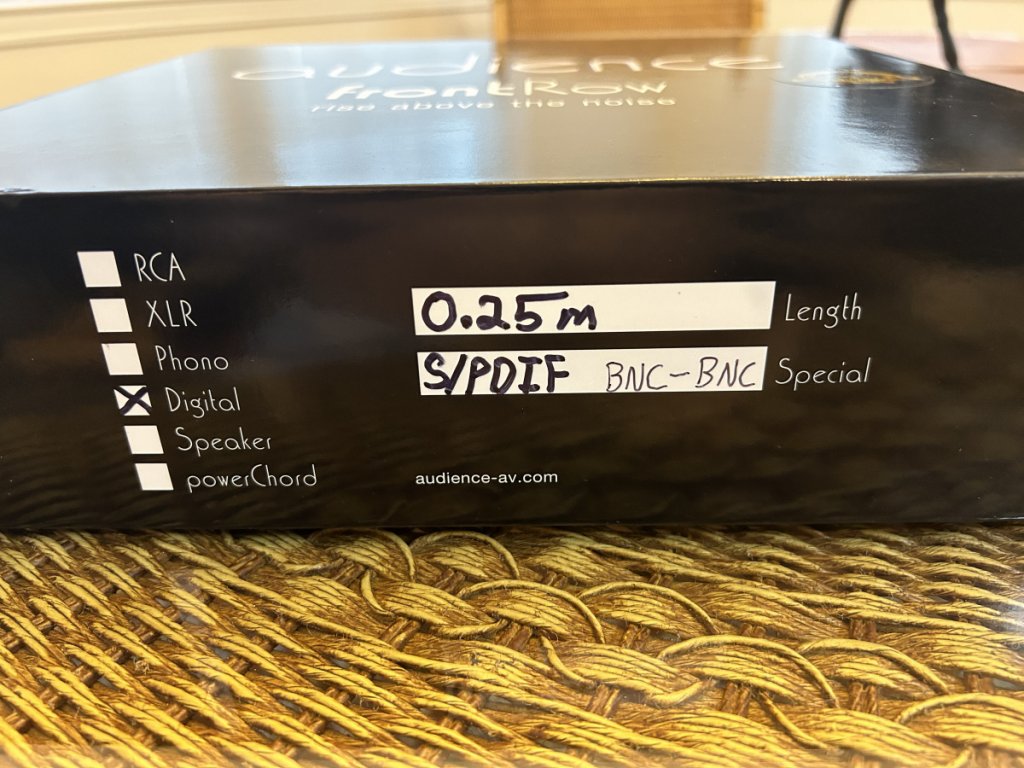 audience
frontRow
rise above the noise
RCA
XLR
Phono
Digital
Speaker
powerChord
0.25m Length
S/PDIF BNC-BNC Special
audience-av.com